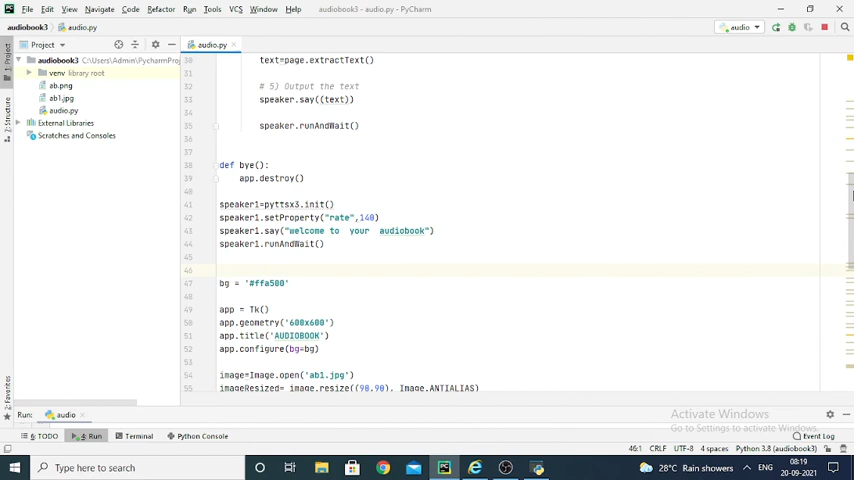 File Edit View Navigate Code Refactor Run Tools VCS Window Help audiobook3 - audio.py - PyCharm
audiobook3 audio.py audio
Project audio.py
1: Project
audiobook3 C:\Users\Admin\PycharmProj
venv library root
ab.png
ab1.jpg
audio.py
External Libraries
Scratches and Consoles
7: Structure
2: Favorites
30 text=page.extractText()
31
32 # 5) Output the text
33 speaker.say((text))
34
35 speaker.runAndWait()
36
37
38 def bye():
39 app.destroy()
40
41 speaker1=pyttsx3.init()
42 speaker1.setProperty("rate",140)
43 speaker1.say("welcome to your audiobook")
44 speaker1.runAndWait()
45
46
47 bg = '#ffa500'
48
49 app = Tk()
50 app.geometry('600x600')
51 app.title('AUDIOBOOK')
52 app.configure(bg=bg)
53
54 image=Image.open('ab1.jpg')
55 imageResized= image.resize((90,90), Image.ANTIALIAS)
Run: audio
Activate Windows
Go to Settings to activate Windows.
6: TODO 4: Run Terminal Python Console Event Log
46:1 CRLF UTF-8 4 spaces Python 3.8 (audiobook3)
Type here to search 28°C Rain showers ENG 08:19
20-09-2021